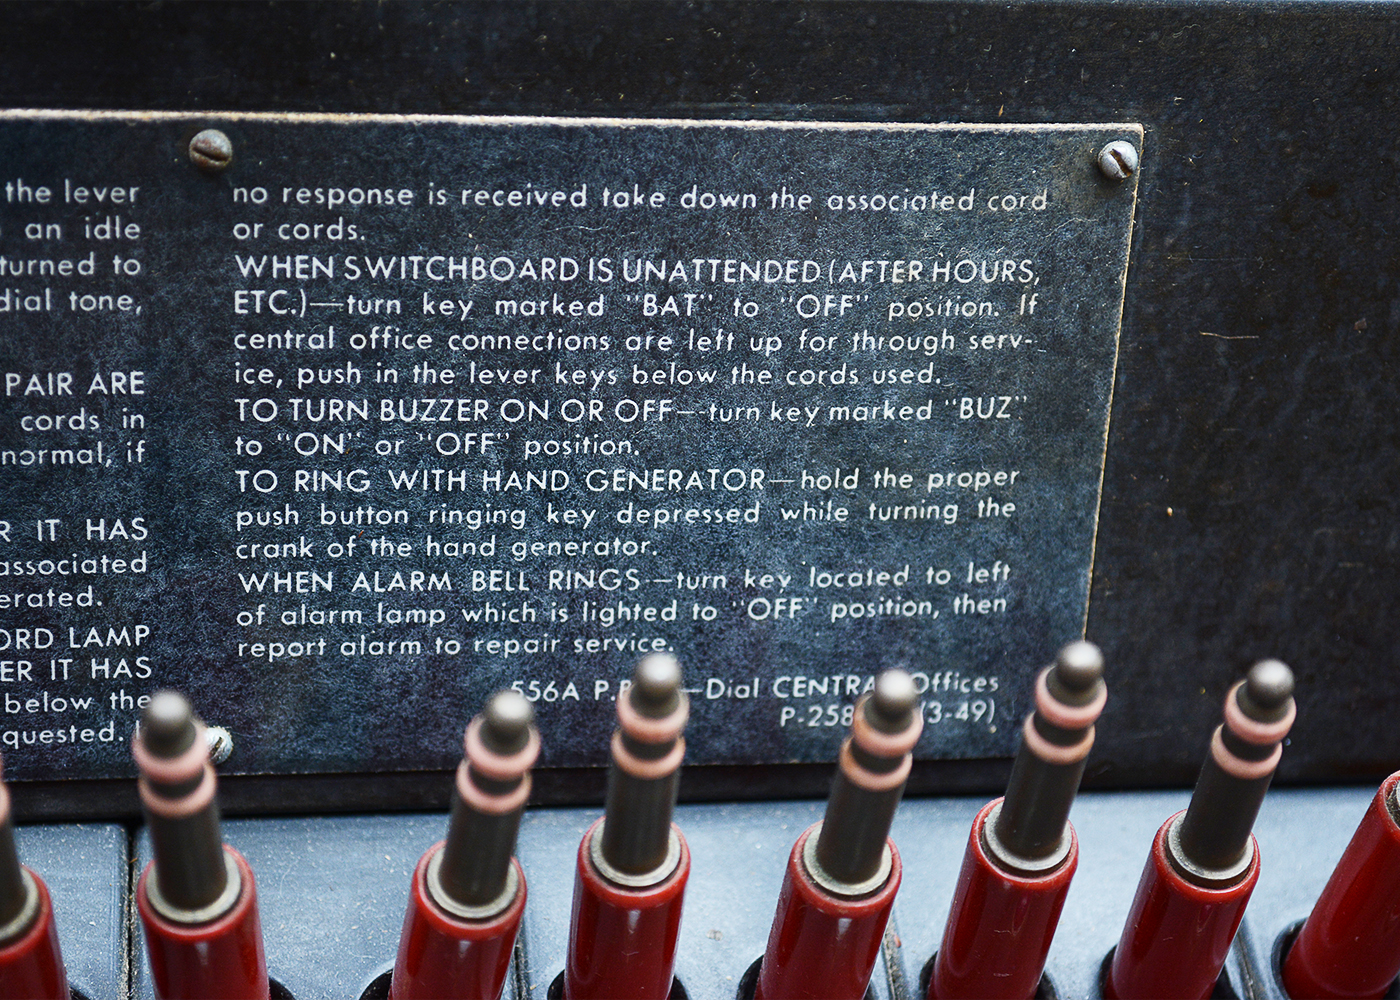 the lever
an idle
turned to
dial tone,
PAIR ARE
cords in
normal, if
IT HAS
associated
LAMP
IT HAS
below the
no response is received take down the associated cord
or cords.
WHEN SWITCHBOARD IS UNATTENDED (AFTER HOURS,
ETC.)—turn key marked "BAT" to "OFF" position. If
central office connections are left up for through serv-
ice, push in the lever keys below the cords used.
TO TURN BUZZER ON OR OFF—turn key marked "BUZ"
to "ON" or "OFF" position.
TO RING WITH HAND GENERATOR—hold the proper
push button ringing key depressed while turning the
crank of the hand generator.
WHEN ALARM BELL RINGS—turn key located to left
of alarm lamp which is lighted to "OFF" position, then
report alarm to repair service.
556A —Dial CENTRAL Offices
(3-49)